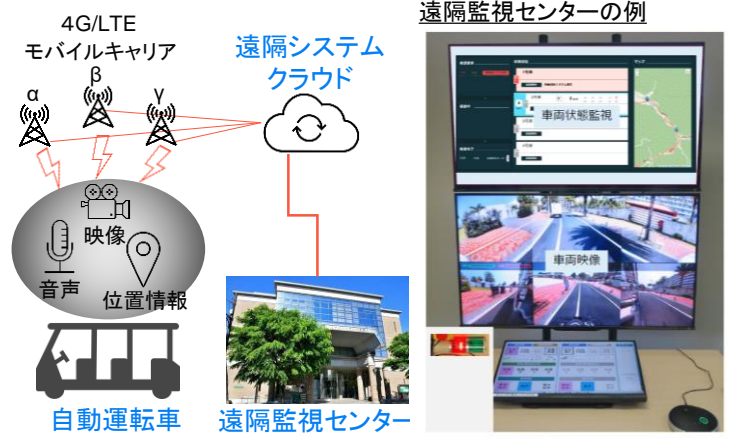 4G/LTE
モバイルキャリア
α
β
γ
遠隔システム
クラウド
映像
音声
位置情報
自動運転車
遠隔監視センター
遠隔監視センターの例
マップ
車両状態監視
車両映像